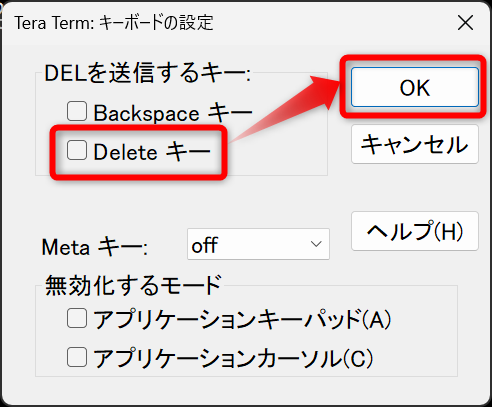 Tera Term: キーボードの設定
DELを送信するキー:
OK
Backspace キー
Delete キー
キャンセル
Meta キー:
off
ヘルプ(H)
無効化するモード
アプリケーションキーパッド(A)
アプリケーションカーソル(C)